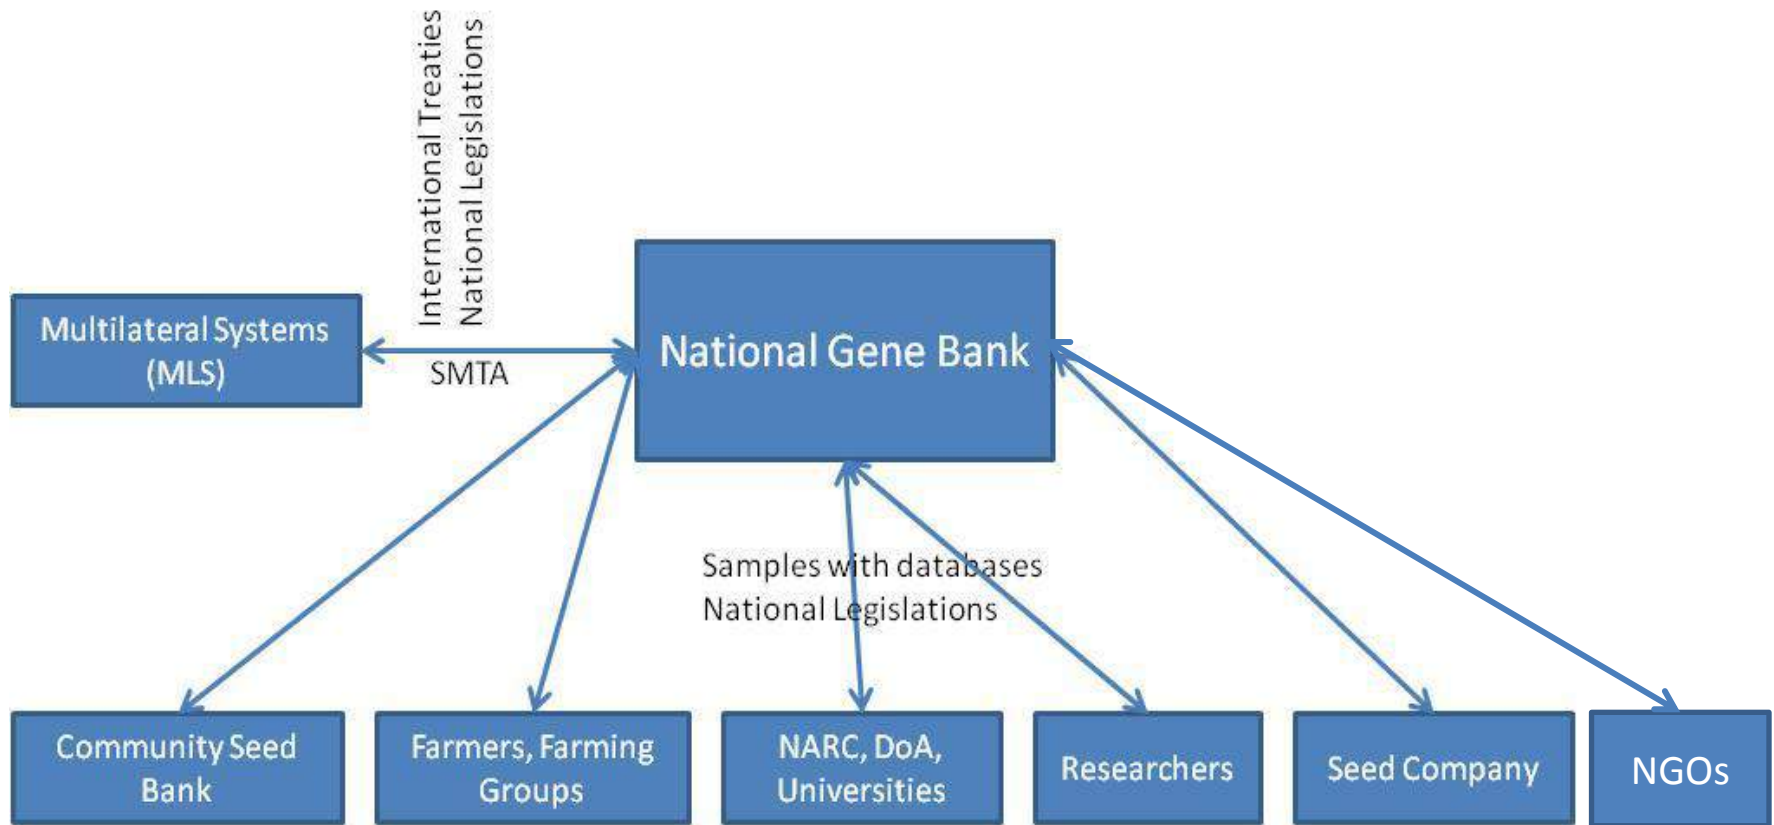 International Treaties
National Legislations
Multilateral Systems
(MLS)
SMTA
National Gene Bank
Samples with databases
National Legislations
Community Seed
Bank
Farmers, Farming
Groups
NARC, DoA,
Universities
Researchers
Seed Company
NGOs